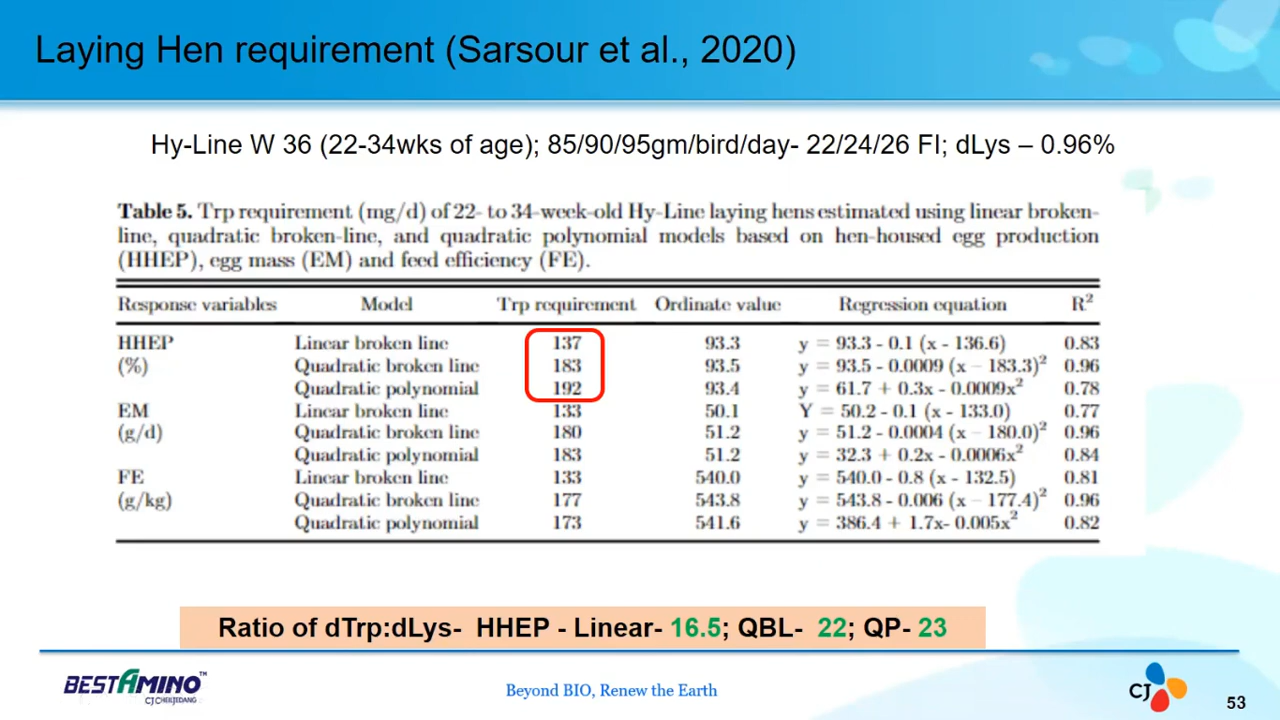 Laying Hen requirement (Sarsour et al., 2020)
Hy-Line W 36 (22-34wks of age); 85/90/95gm/bird/day- 22/24/26 FI; dLys – 0.96%
Table 5. Trp requirement (mg/d) of 22- to 34-week-old Hy-Line laying hens estimated using linear broken-
line, quadratic broken-line, and quadratic polynomial models based on hen-housed egg production
(HHEP), egg mass (EM) and feed efficiency (FE).
Response variables Model Trp requirement Ordinate value Regression equation R²
HHEP Linear broken line 137 93.3 y = 93.3 - 0.1 (x - 136.6) 0.83
(%) Quadratic broken line 183 93.5 y = 93.5 - 0.0009 (x – 183.3)² 0.96
Quadratic polynomial 192 93.4 y = 61.7 + 0.3x - 0.0009x² 0.78
EM Linear broken line 133 50.1 Y = 50.2 - 0.1 (x - 133.0) 0.77
(g/d) Quadratic broken line 180 51.2 y = 51.2 - 0.0004 (x – 180.0)² 0.96
Quadratic polynomial 183 51.2 y = 32.3 + 0.2x - 0.0006x² 0.84
FE Linear broken line 133 540.0 y = 540.0 - 0.8 (x - 132.5) 0.81
(g/kg) Quadratic broken line 177 543.8 y = 543.8 - 0.006 (x – 177.4)² 0.96
Quadratic polynomial 173 541.6 y = 386.4 + 1.7x- 0.005x² 0.82
Ratio of dTrp:dLys- HHEP - Linear- 16.5; QBL- 22; QP- 23
BESTAMINO™
CJ CHEILJEDANG
Beyond BIO, Renew the Earth
CJ
53